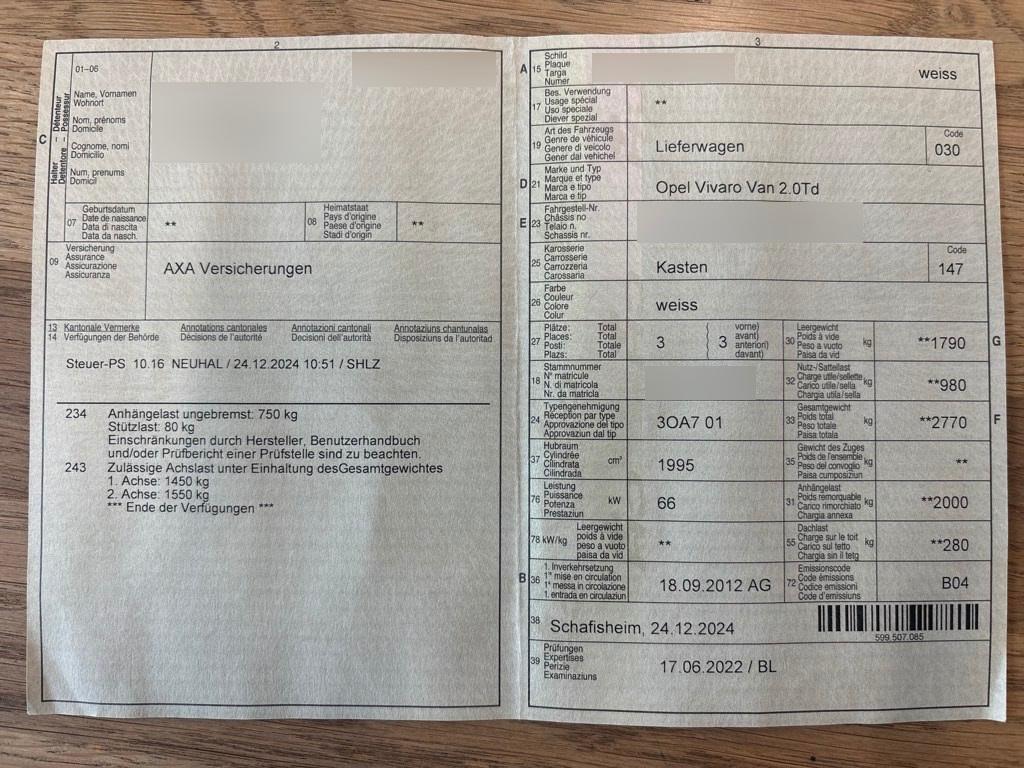 2
01–06
C
Halter Détenteur
Detentore – Possessur
Name, Vornamen
Wohnort
Nom, prénoms
Domicile
Cognome, nomi
Domicilio
Num, prenums
Domicil
07 Geburtsdatum
Date de naissance
Data di nascita
Data da nasch.
**
08 Heimatstaat
Pays d'origine
Paese d'origine
Stadi d'origin
**
09 Versicherung
Assurance
Assicurazione
Assicuranza
AXA Versicherungen
13 Kantonale Vermerke Annotations cantonales Annotazioni cantonali Annotaziuns chantunalas
14 Verfügungen der Behörde Décisions de l'autorité Decisioni dell'autorità Disposiziuns da l'autoritad
Steuer-PS 10.16 NEUHAL / 24.12.2024 10:51 / SHLZ
234 Anhängelast ungebremst: 750 kg
Stützlast: 80 kg
Einschränkungen durch Hersteller, Benutzerhandbuch
und/oder Prüfbericht einer Prüfstelle sind zu beachten.
243 Zulässige Achslast unter Einhaltung desGesamtgewichtes
1. Achse: 1450 kg
2. Achse: 1550 kg
*** Ende der Verfügungen ***
3
A 15 Schild
Plaque
Targa
Numer
weiss
17 Bes. Verwendung
Usage spécial
Uso speciale
Diever spezial
**
19 Art des Fahrzeugs
Genre de véhicule
Genere di veicolo
Gener dal vehichel
Lieferwagen
Code
030
D 21 Marke und Typ
Marque et type
Marca e tipo
Marca e tip
Opel Vivaro Van 2.0Td
E 23 Fahrgestell-Nr.
Châssis no
Telaio n.
Schassis nr.
25 Karosserie
Carrosserie
Carrozzeria
Carossaria
Kasten
Code
147
26 Farbe
Couleur
Colore
Colur
weiss
27 Plätze: Total
Places: Total
Posti: Totale
Plazs: Total
3
3
vorne)
avant)
anteriori)
davant)
30 Leergewicht
Poids à vide
Peso a vuoto
Paisa da vid
kg
**1790
G
18 Stammnummer
N° matricule
N. di matricola
Nr. da matricla
32 Nutz-/Sattellast
Charge utile/sellette
Carico utile/sella
Chargia utila/sella
kg
**980
24 Typengenehmigung
Réception par type
Approvazione del tipo
Approvaziun dal tip
3OA7 01
33 Gesamtgewicht
Poids total
Peso totale
Paisa totala
kg
**2770
F
37 Hubraum
Cylindrée
Cilindrata
Cilindrada
cm³
1995
35 Gewicht des Zuges
Poids de l'ensemble
Peso del convoglio
Paisa cumposiziun
kg
**
76 Leistung
Puissance
Potenza
Prestaziun
kW
66
31 Anhängelast
Poids remorquable
Carico rimorchiato
Chargia annexa
kg
**2000
78 kW/kg Leergewicht
poids à vide
peso a vuoto
paisa da vid
**
55 Dachlast
Charge sur le toit
Carico sul tetto
Chargia sin il tetg
kg
**280
B 36 1. Inverkehrsetzung
1re mise en circulation
1a messa in circolazione
1. entrada en circulaziun
18.09.2012 AG
72 Emissionscode
Code émissions
Codice emissioni
Code d'emissiuns
B04
38 Schafisheim, 24.12.2024
599.507.085
39 Prüfungen
Expertises
Perizie
Examinaziuns
17.06.2022 / BL